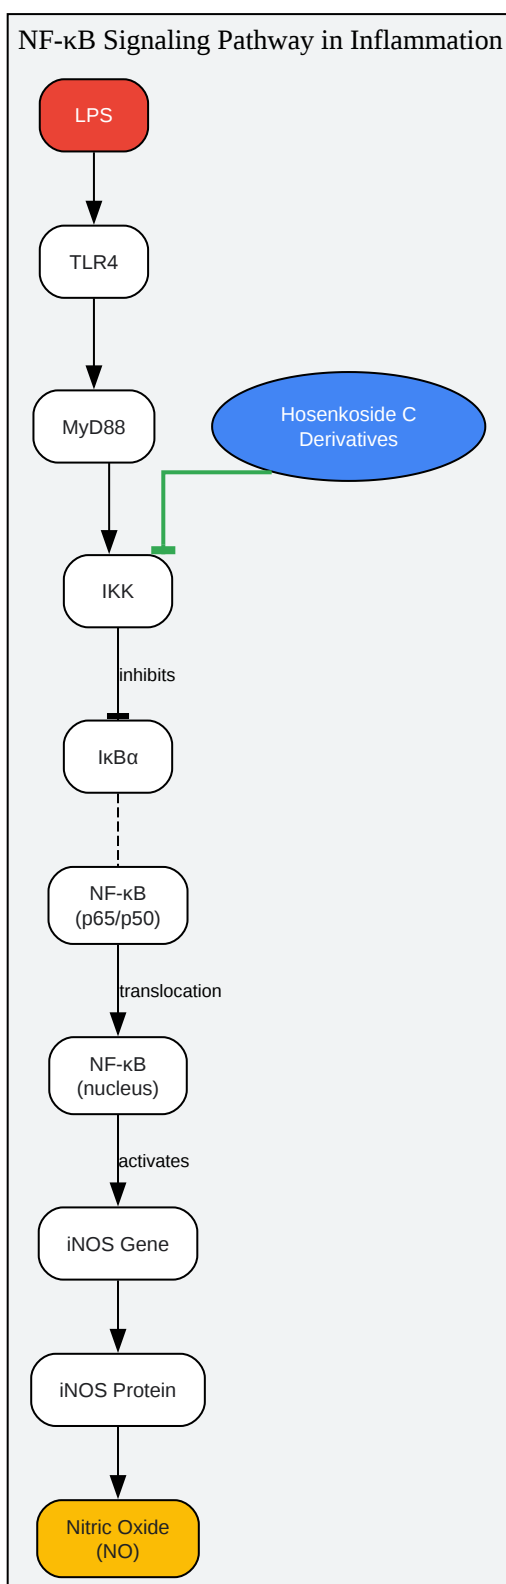 NF-κB Signaling Pathway in Inflammation
LPS
TLR4
MyD88
Hosenkoside C
Derivatives
IKK
inhibits
IκBα
NF-κB
(p65/p50)
translocation
NF-κB
(nucleus)
activates
iNOS Gene
iNOS Protein
Nitric Oxide
(NO)